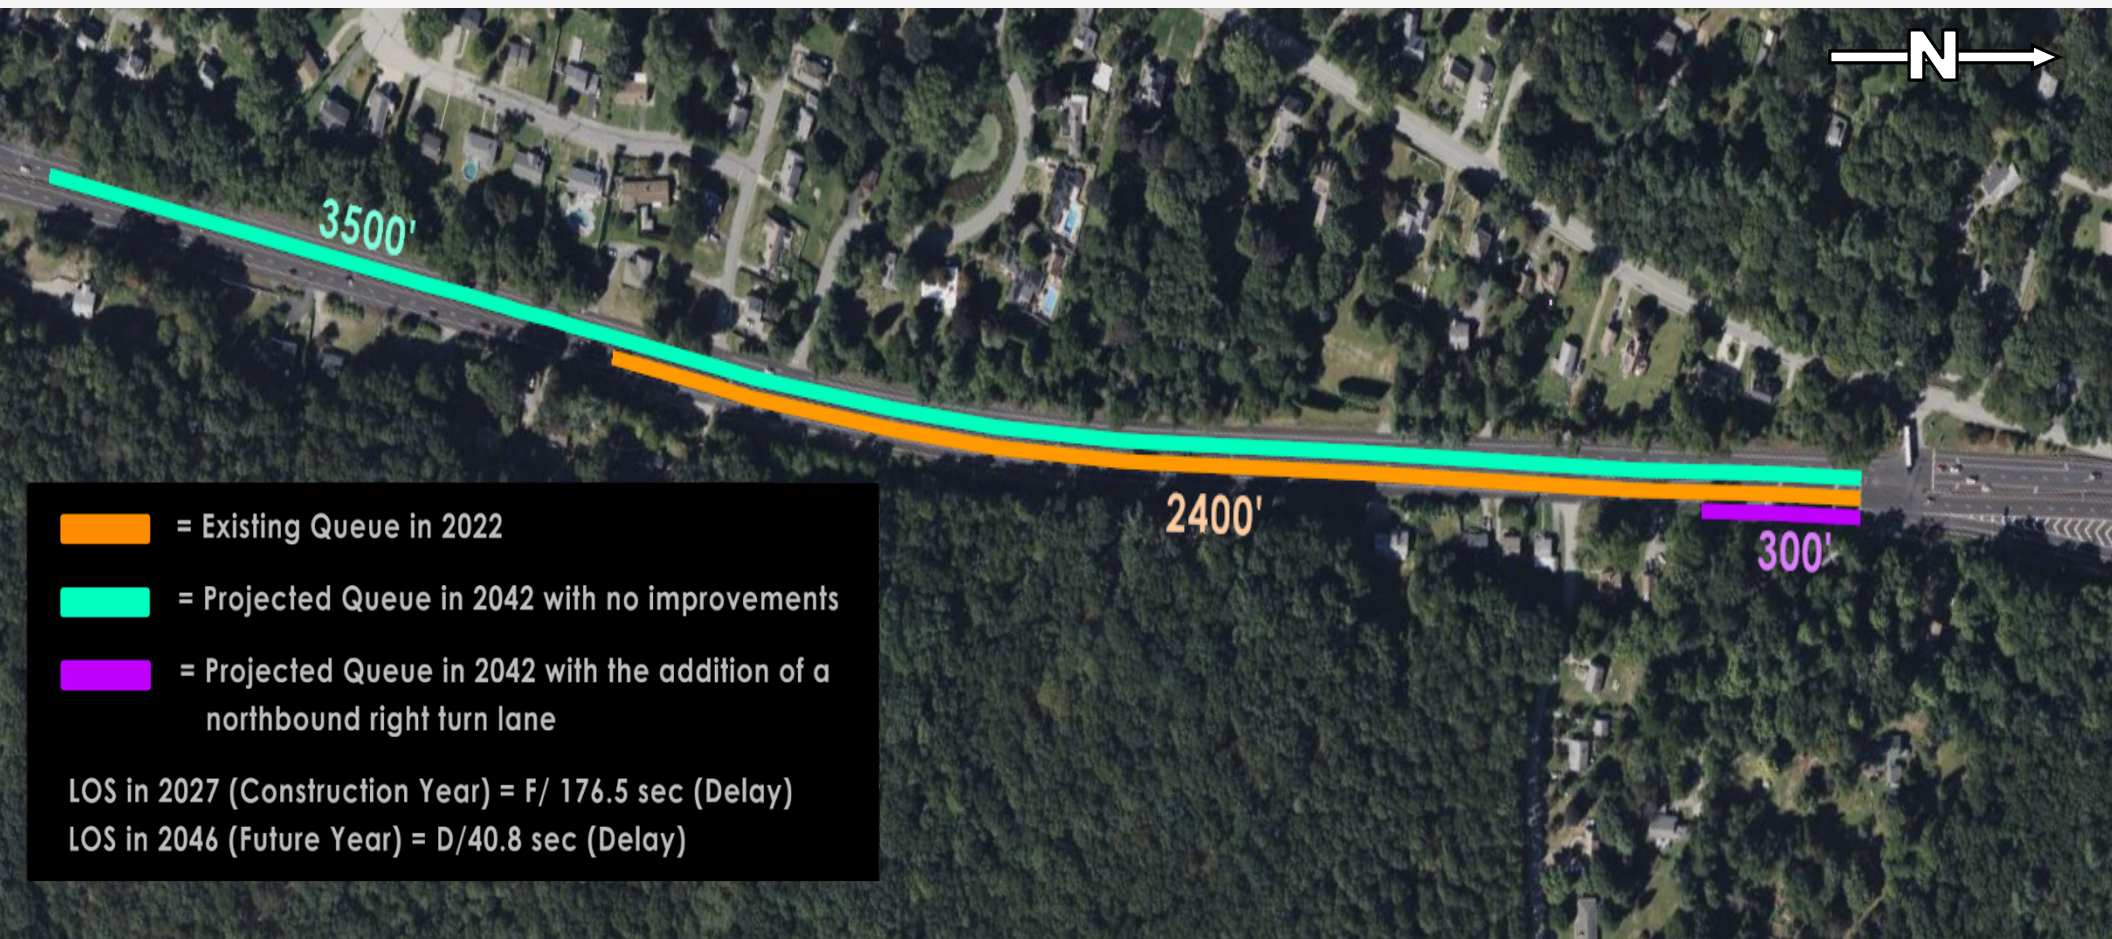 N
3500'
2400'
300'
= Existing Queue in 2022
= Projected Queue in 2042 with no improvements
= Projected Queue in 2042 with the addition of a
northbound right turn lane
LOS in 2027 (Construction Year) = F/ 176.5 sec (Delay)
LOS in 2046 (Future Year) = D/40.8 sec (Delay)